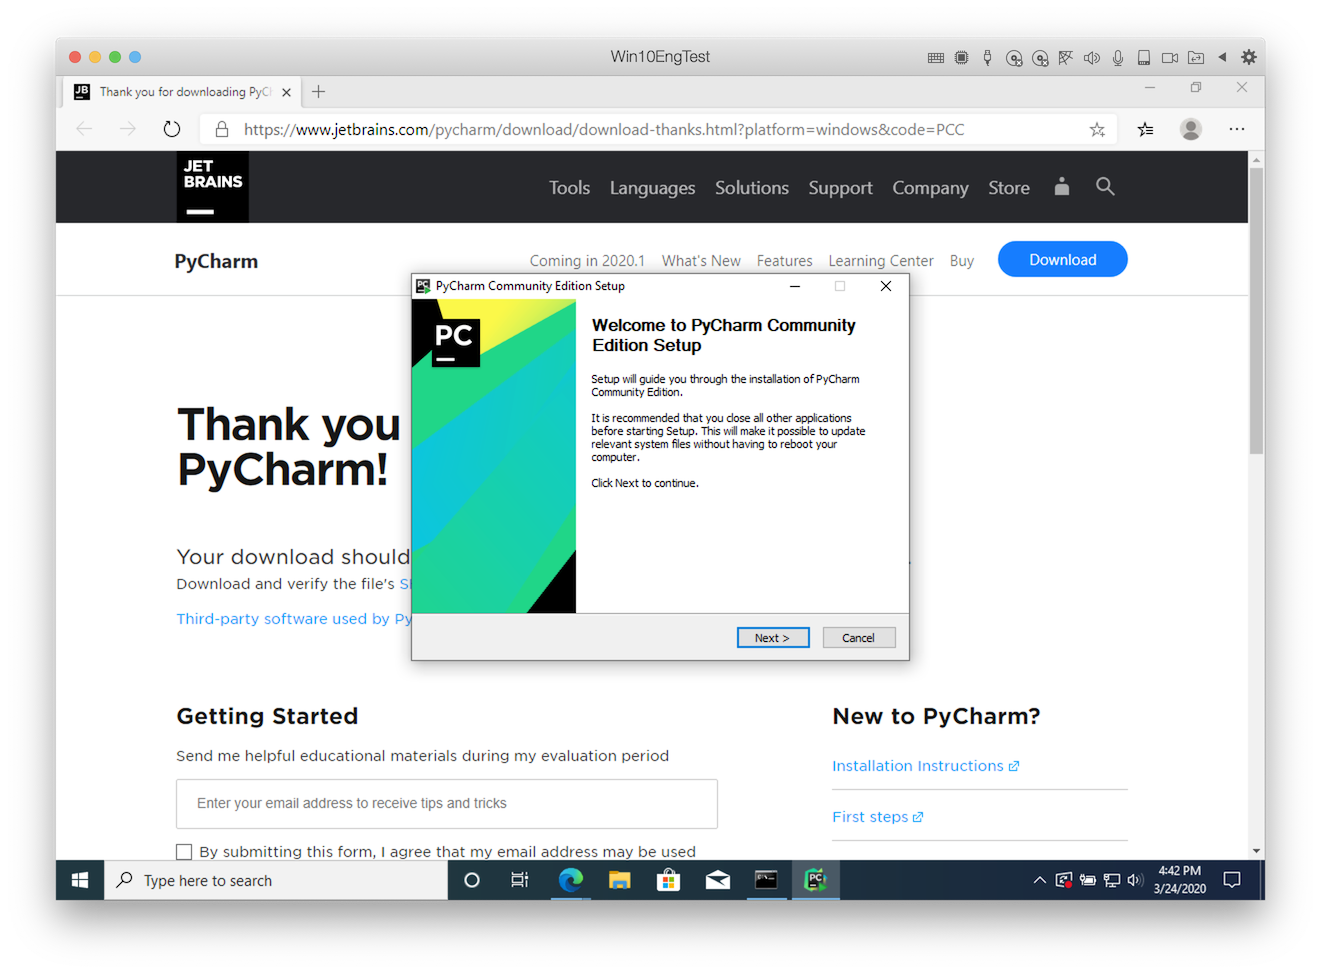 Win10EngTest
JB
Thank you for downloading PyCh
https://www.jetbrains.com/pycharm/download/download-thanks.html?platform=windows&code=PCC
JET
BRAINS
Tools Languages Solutions Support Company Store
PyCharm
Coming in 2020.1 What's New Features Learning Center Buy Download
PC PyCharm Community Edition Setup
PC
Welcome to PyCharm Community
Edition Setup
Setup will guide you through the installation of PyCharm
Community Edition.
It is recommended that you close all other applications
before starting Setup. This will make it possible to update
relevant system files without having to reboot your
computer.
Click Next to continue.
Next >
Cancel
Thank you
PyCharm!
Your download should
Download and verify the file's SH
Third-party software used by Py
Getting Started
Send me helpful educational materials during my evaluation period
Enter your email address to receive tips and tricks
By submitting this form, I agree that my email address may be used
New to PyCharm?
Installation Instructions
First steps
Type here to search
PC
4:42 PM
3/24/2020